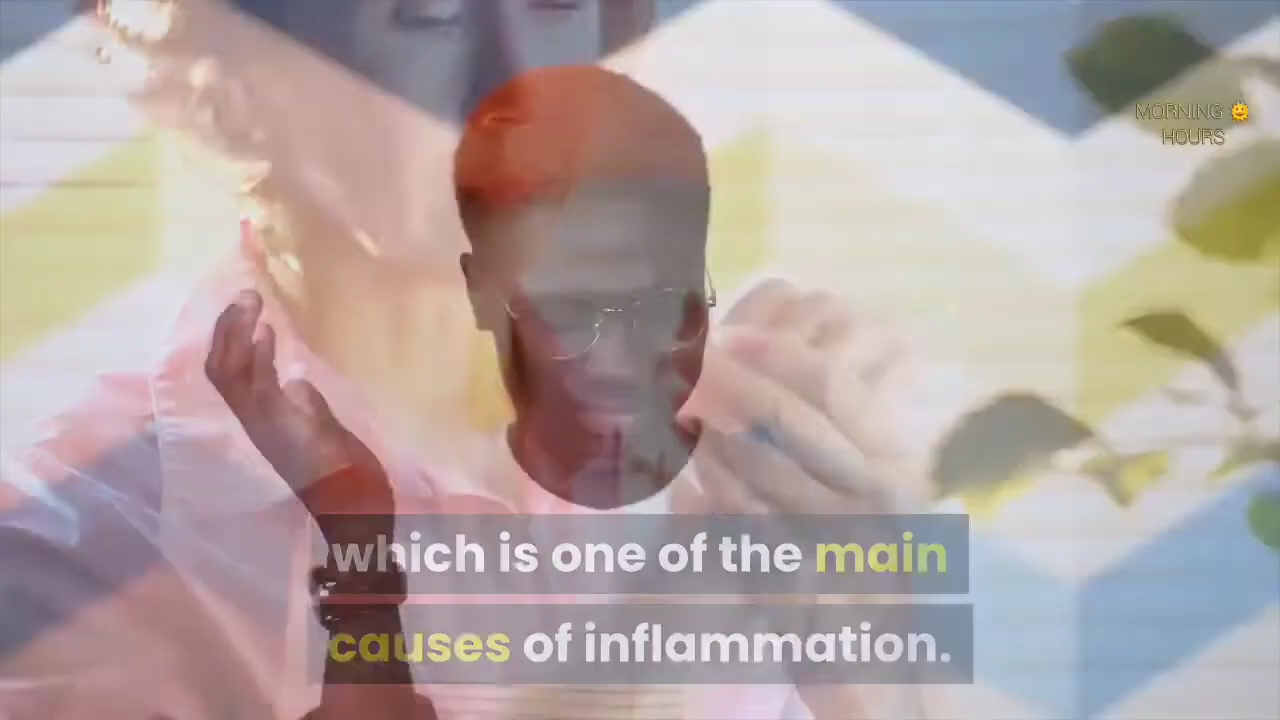 MORNING 🌞
HOURS
which is one of the main
causes of inflammation.